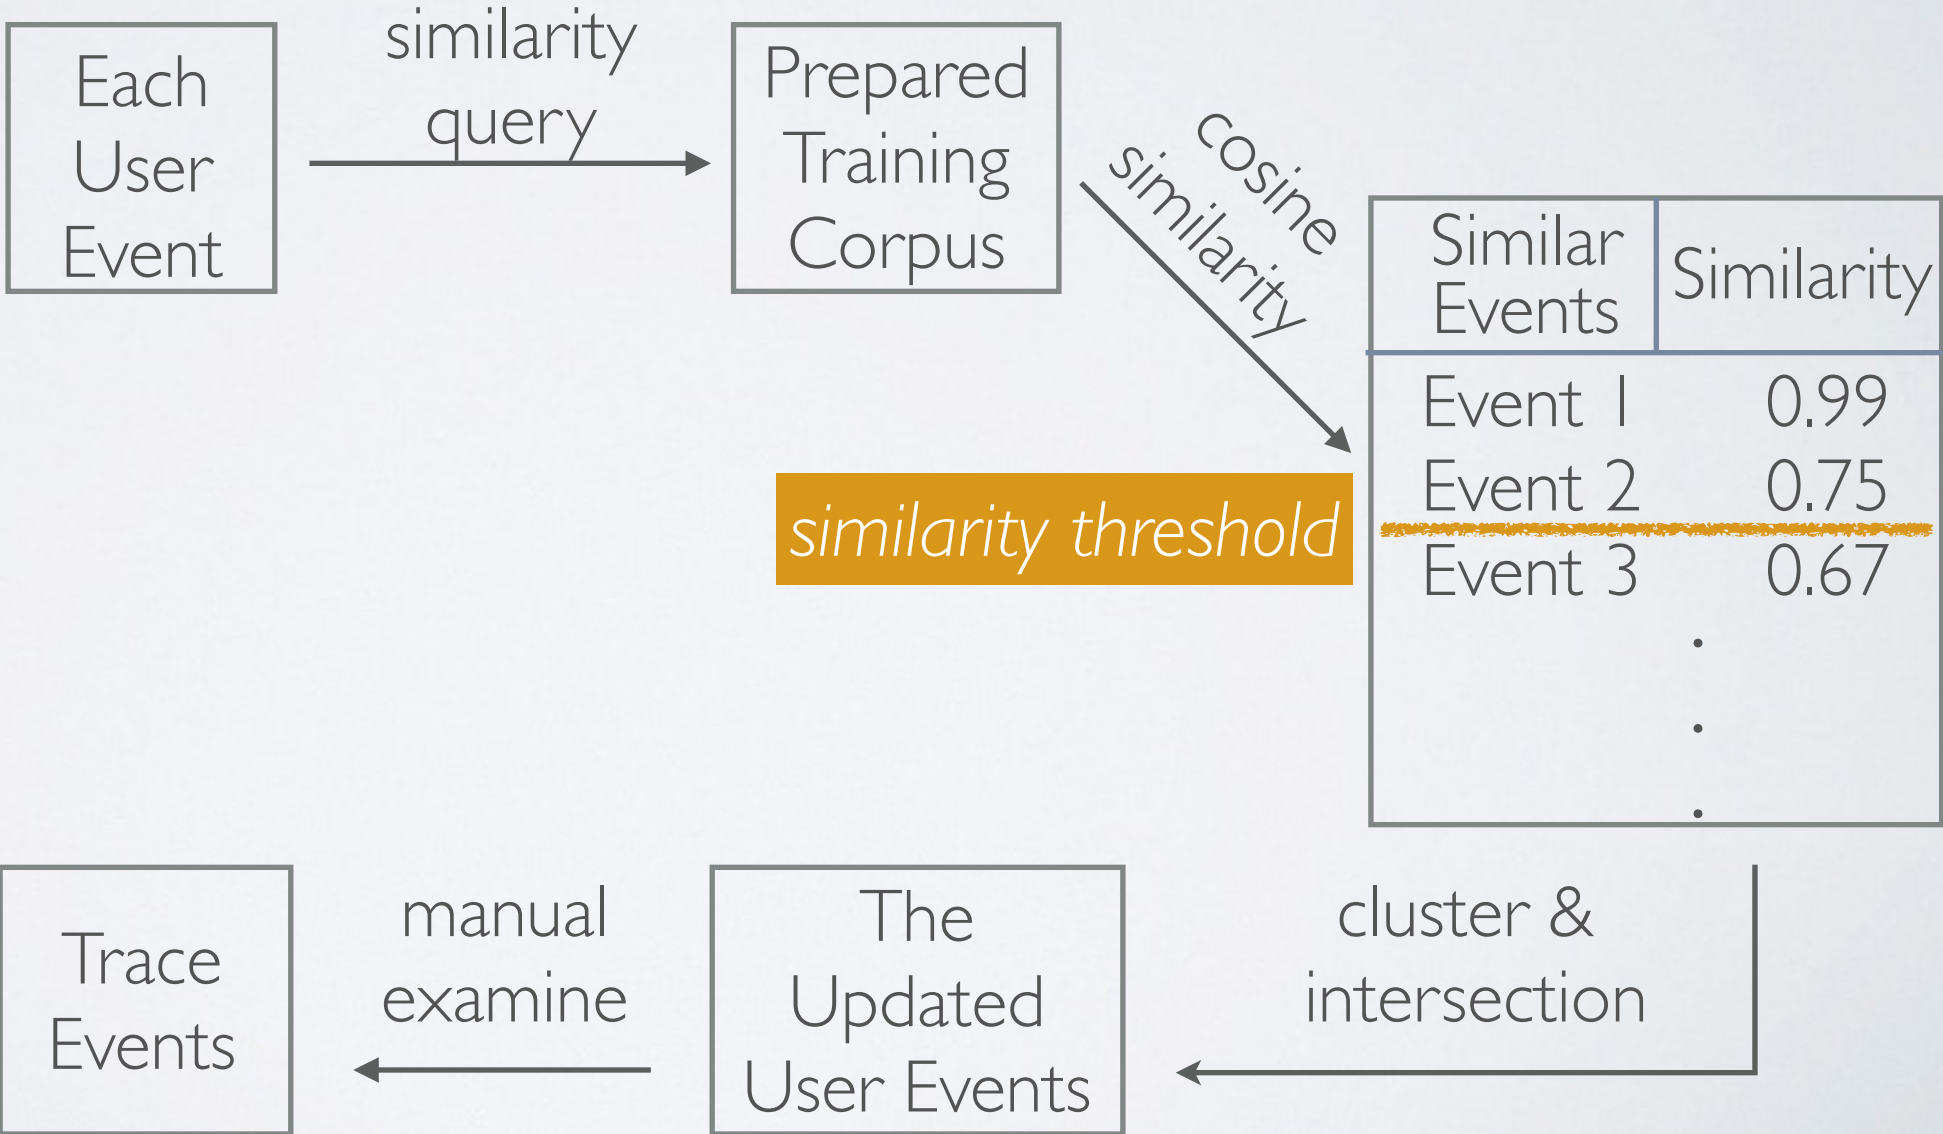 Each
User
Event
similarity
query
Prepared
Training
Corpus
cosine
similarity
Similar
Events
Similarity
Event 1 0.99
Event 2 0.75
similarity threshold
Event 3 0.67
.
.
.
cluster &
intersection
The
Updated
User Events
manual
examine
Trace
Events